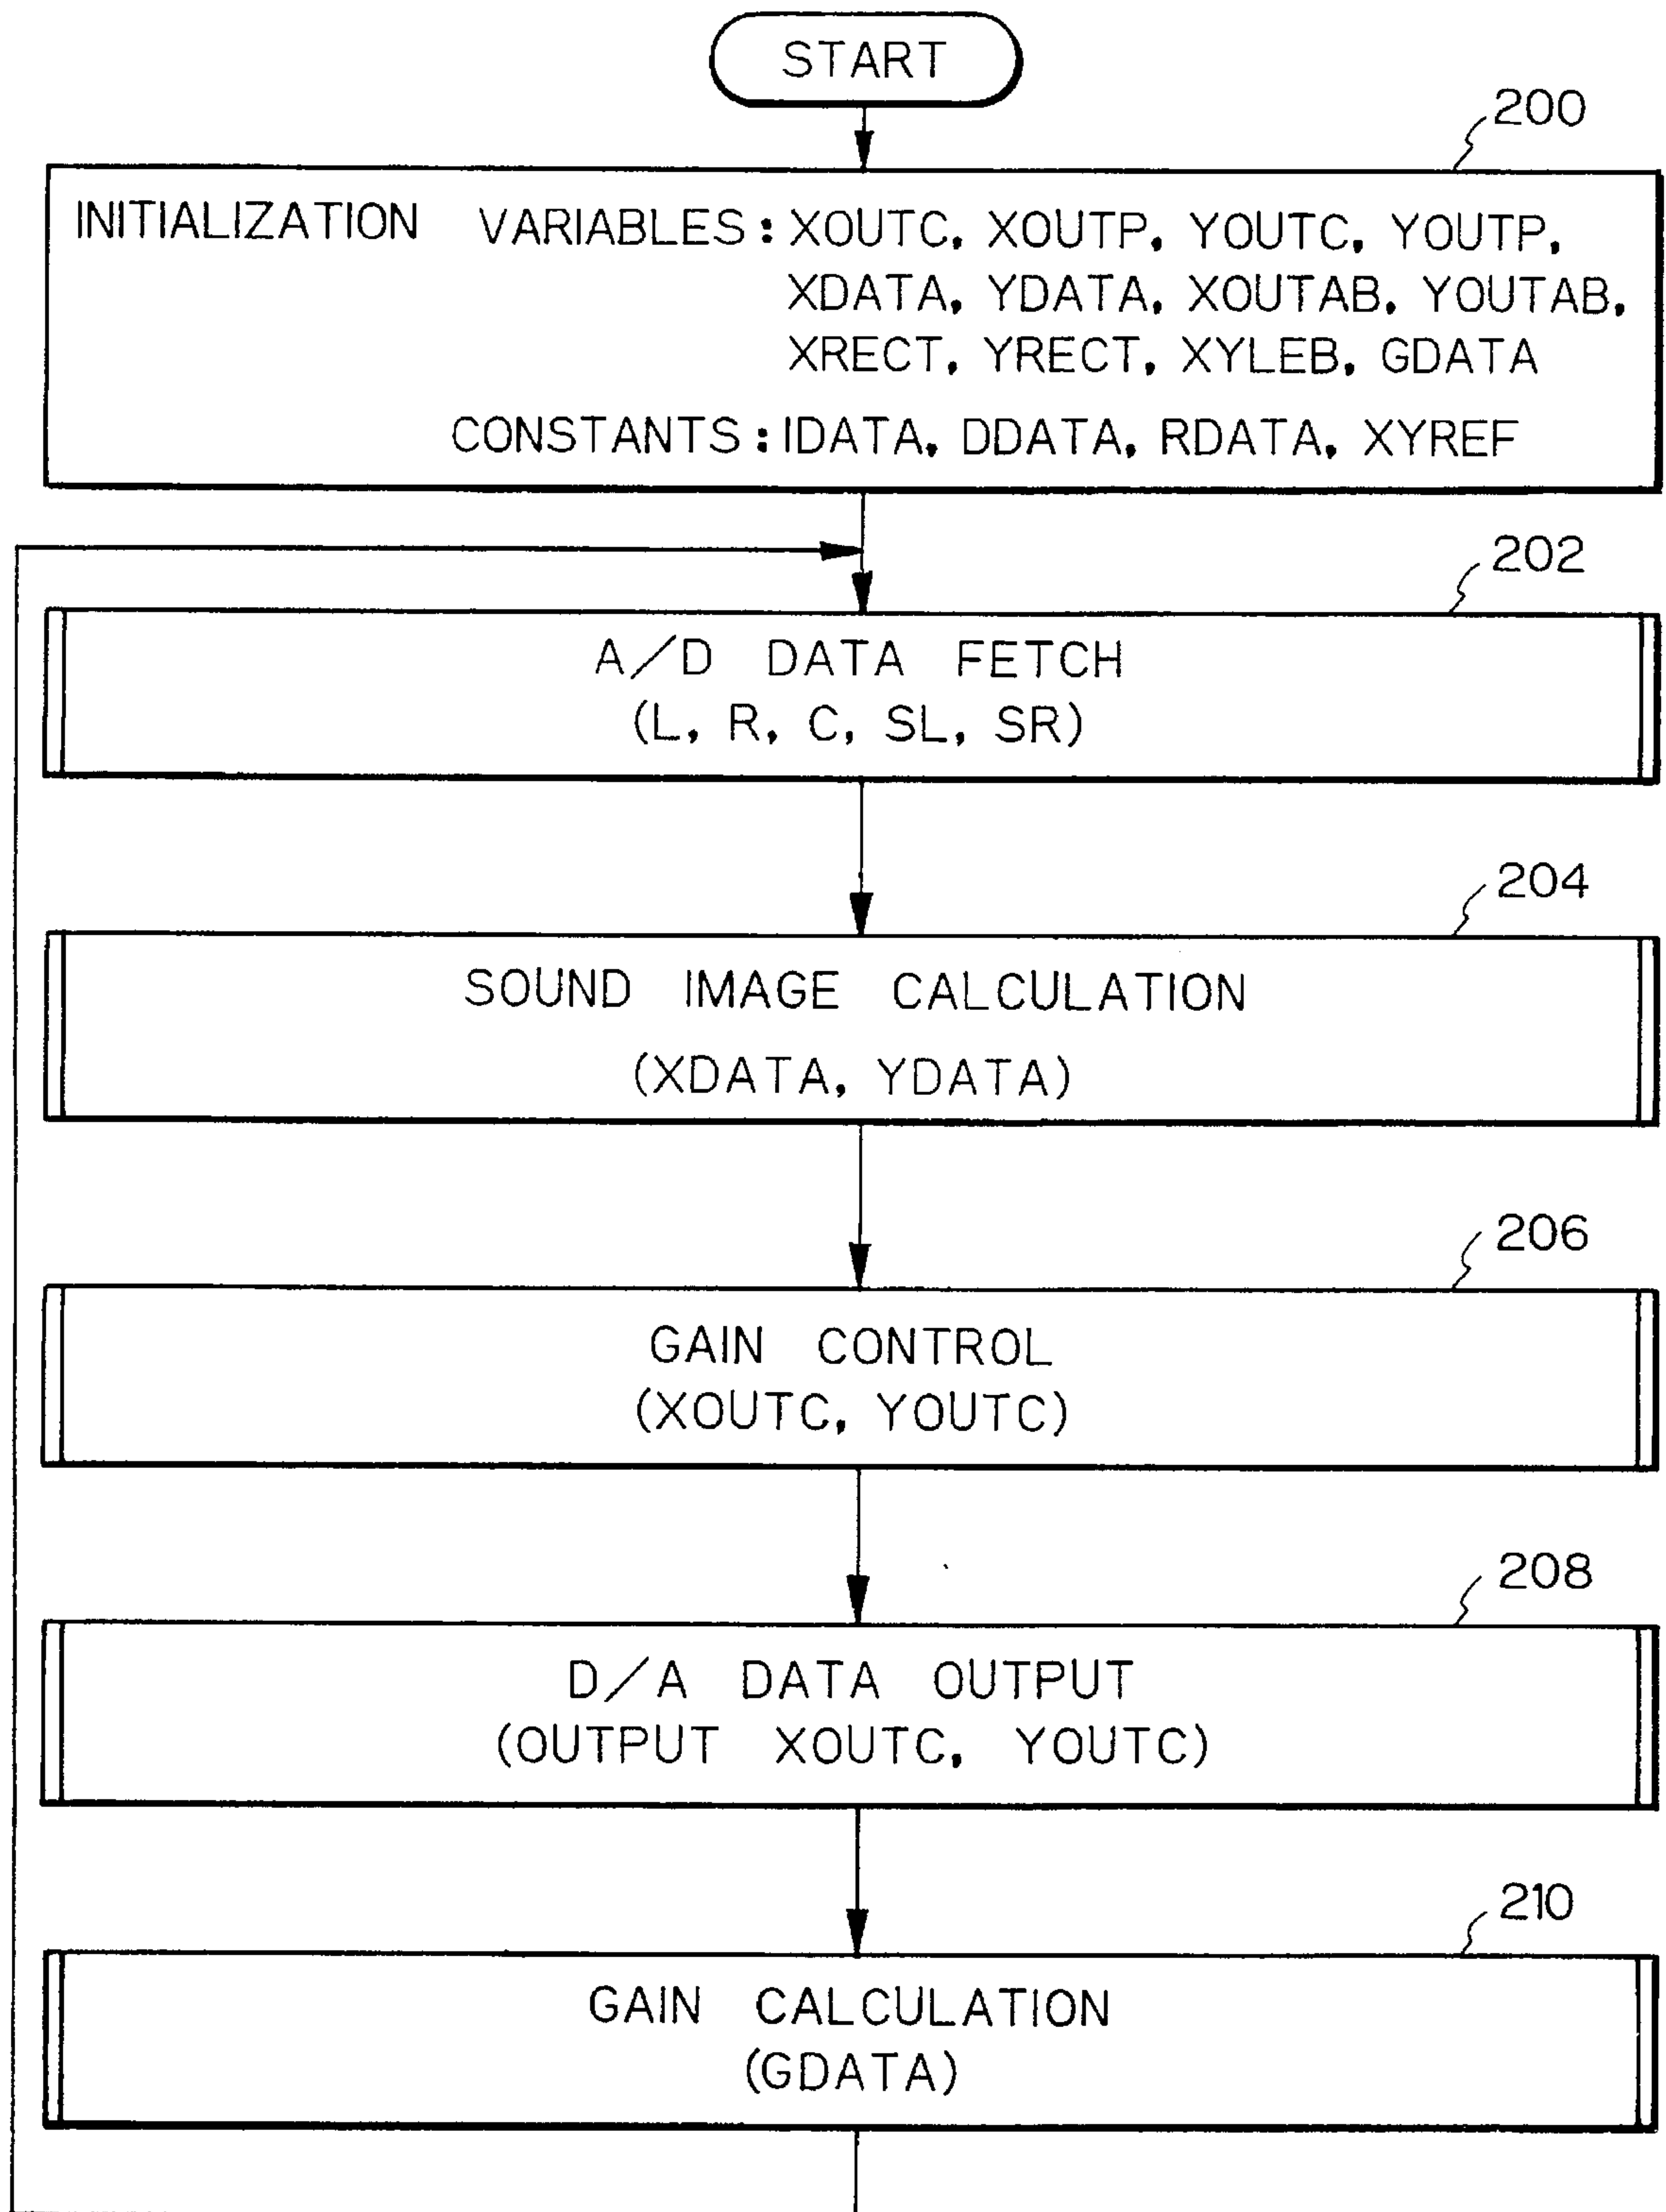 START
200
INITIALIZATION VARIABLES: XOUTC, XOUTP, YOUTC, YOUTP,
XDATA, YDATA, XOUTAB, YOUTAB,
XRECT, YRECT, XYLEB, GDATA
CONSTANTS: IDATA, DDATA, RDATA, XYREF
202
A/D DATA FETCH
(L, R, C, SL, SR)
204
SOUND IMAGE CALCULATION
(XDATA, YDATA)
206
GAIN CONTROL
(XOUTC, YOUTC)
208
D/A DATA OUTPUT
(OUTPUT XOUTC, YOUTC)
210
GAIN CALCULATION
(GDATA)